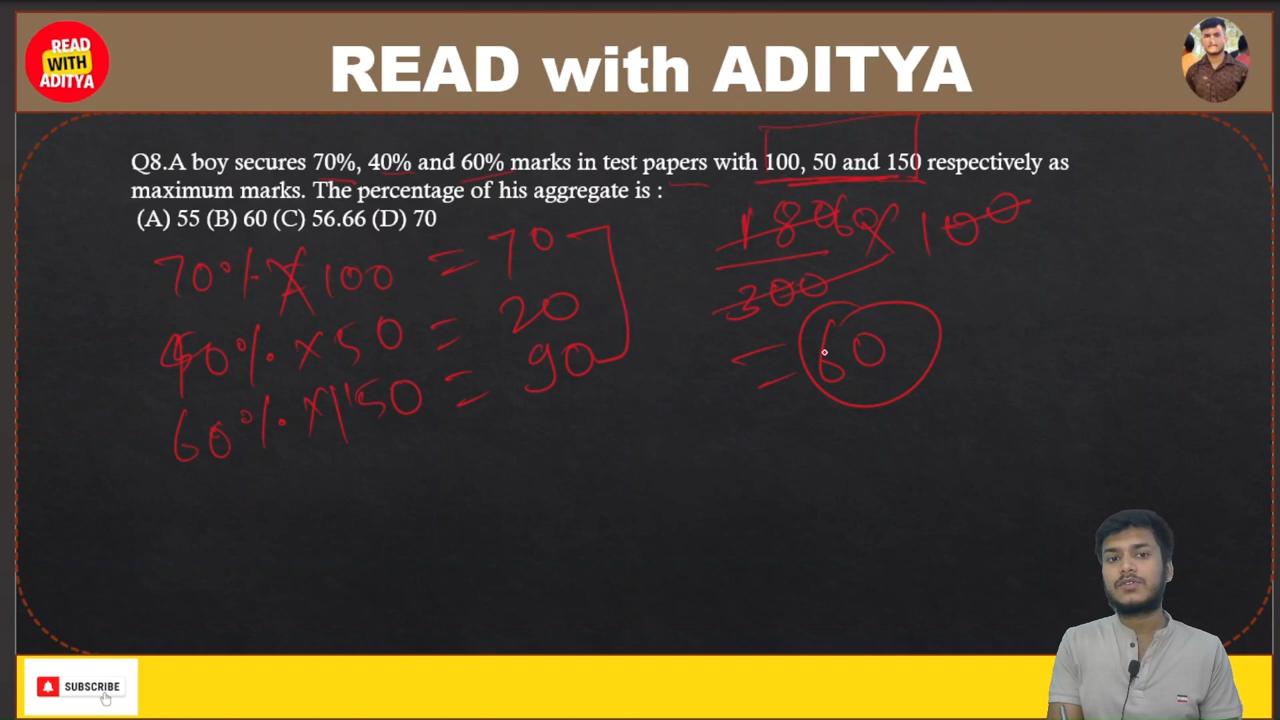 READ
WITH
ADITYA
READ with ADITYA
Q8.A boy secures 70%, 40% and 60% marks in test papers with 100, 50 and 150 respectively as
maximum marks. The percentage of his aggregate is :
(A) 55 (B) 60 (C) 56.66 (D) 70
70% X 100 = 70
40% x 50 = 20
60% x 150 = 90
180 60 x 100
300
= 60
SUBSCRIBE